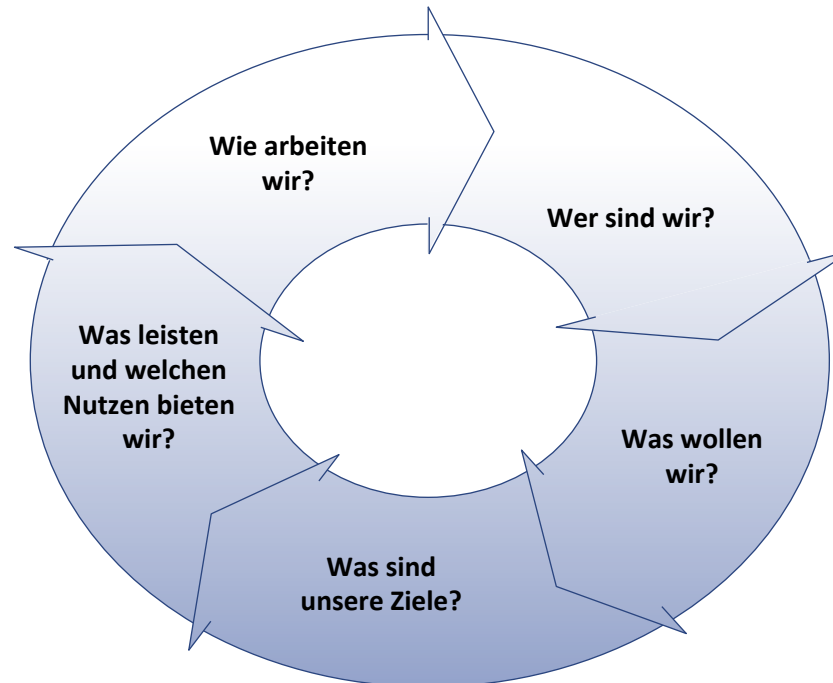 Wie arbeiten
wir?
Wer sind wir?
Was leisten
und welchen
Nutzen bieten
wir?
Was wollen
wir?
Was sind
unsere Ziele?